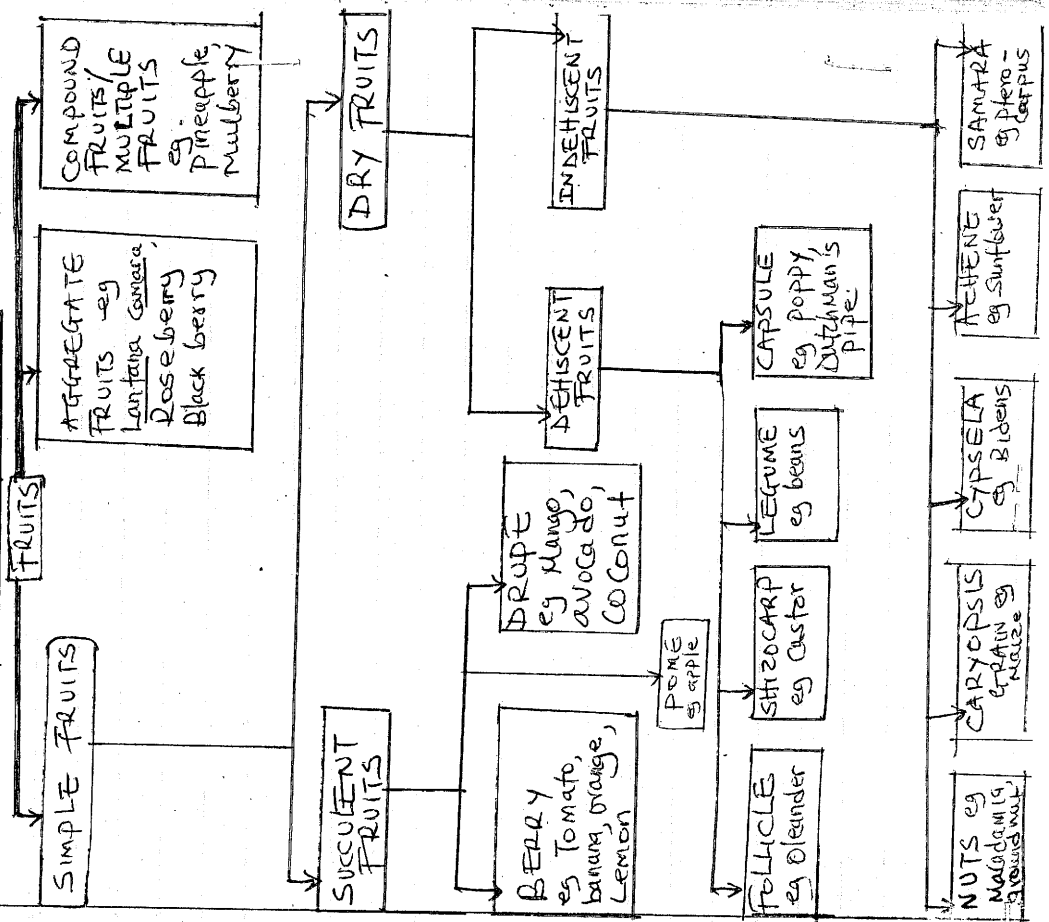 FRUITS
SIMPLE FRUITS
AGGREGATE
FRUITS eg
Lantana Camara,
Roseberry
Black berry
COMPOUND
FRUITS/
MULTIPLE
FRUITS
eg.
Pineapple,
Mulberry
SUCCULENT
FRUITS
DRY FRUITS
BERRY
eg Tomato,
banana, orange,
Lemon
DRUPE
eg Mango,
avocado,
COConut
POME
eg apple
DEHISCENT
FRUITS
INDEHISCENT
FRUITS
FOLLICLE
eg Oleander
SHIZOCARP
eg Castor
LEGUME
eg beans
CAPSULE
eg POPPY,
DutchMan's
pipe.
NUTS eg
Macadamia
groundnut,
CARYOPSIS
GRAIN eg
Maize
CYPSELA
eg Bidens
ACHENE
eg Sunflower
SAMARA
eg ptero-
carpus